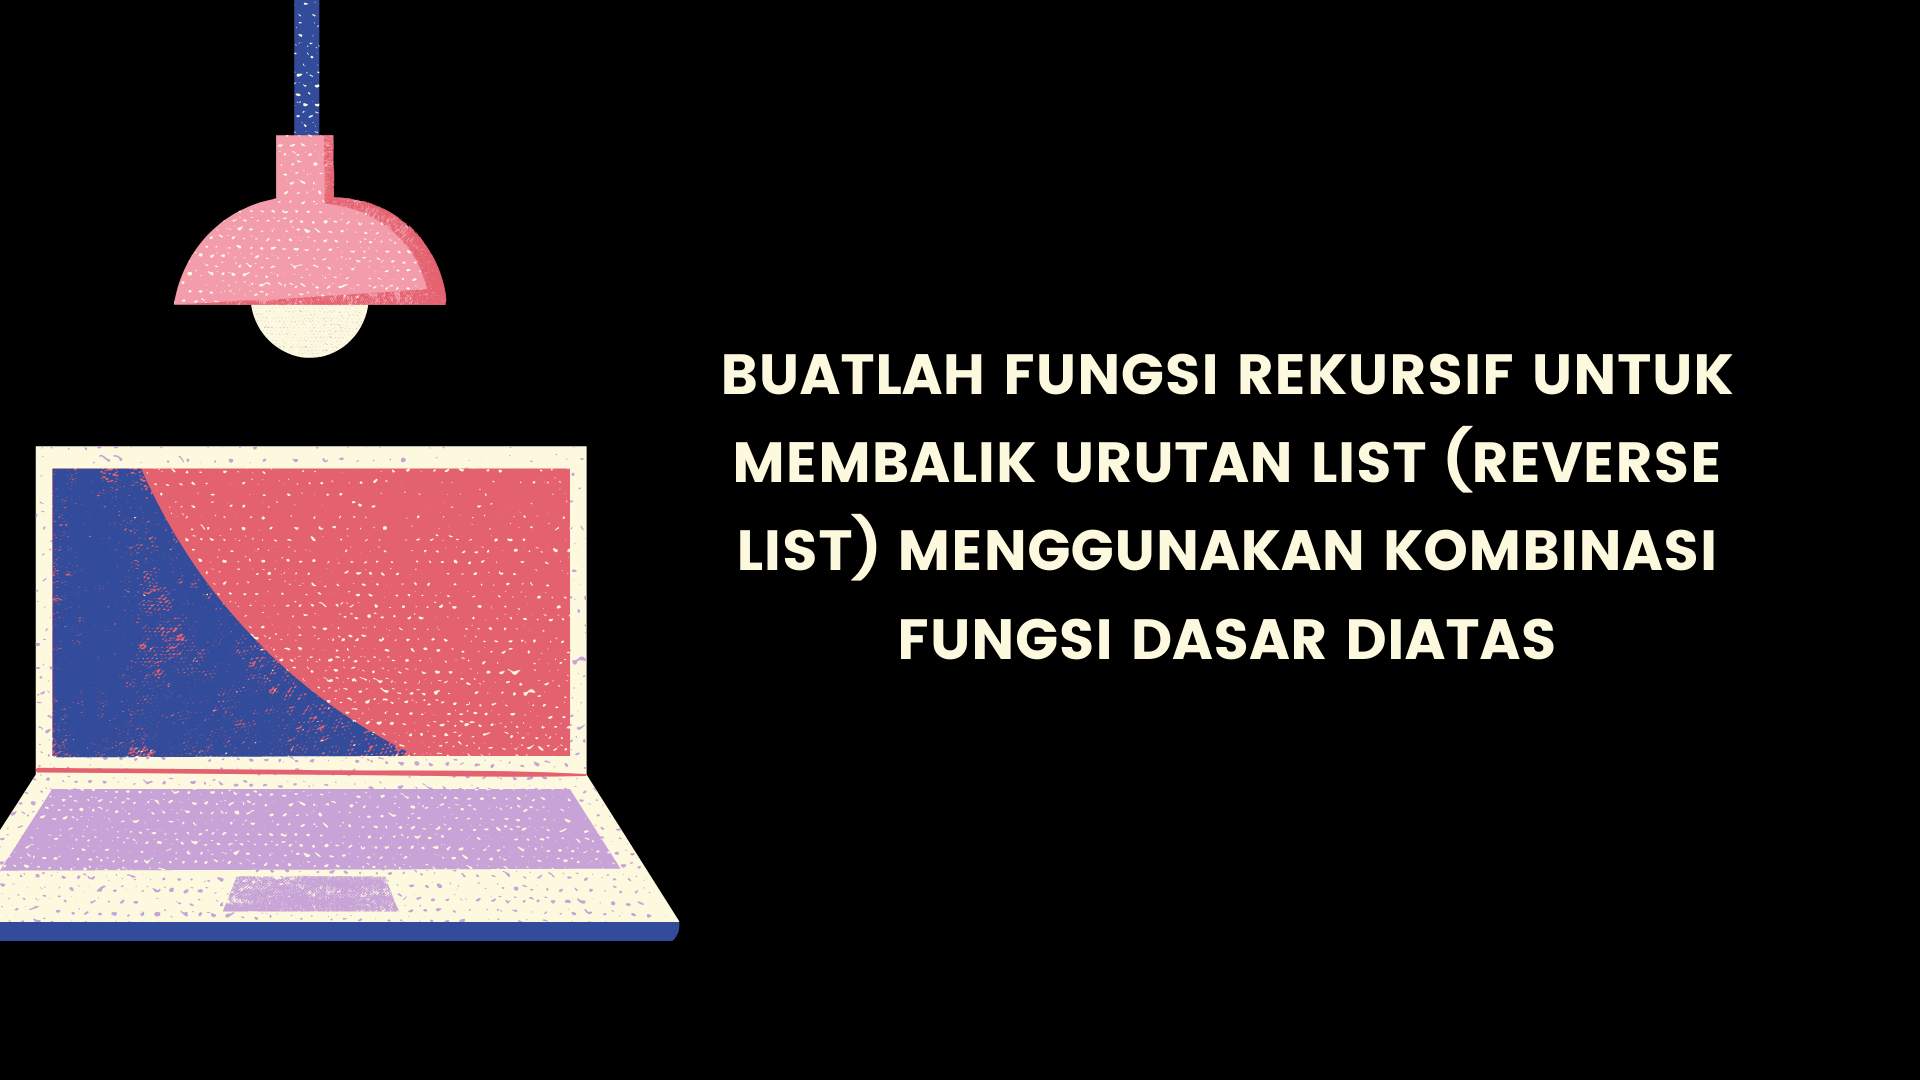 BUATLAH FUNGSI REKURSIF UNTUK
MEMBALIK URUTAN LIST (REVERSE
LIST) MENGGUNAKAN KOMBINASI
FUNGSI DASAR DIATAS